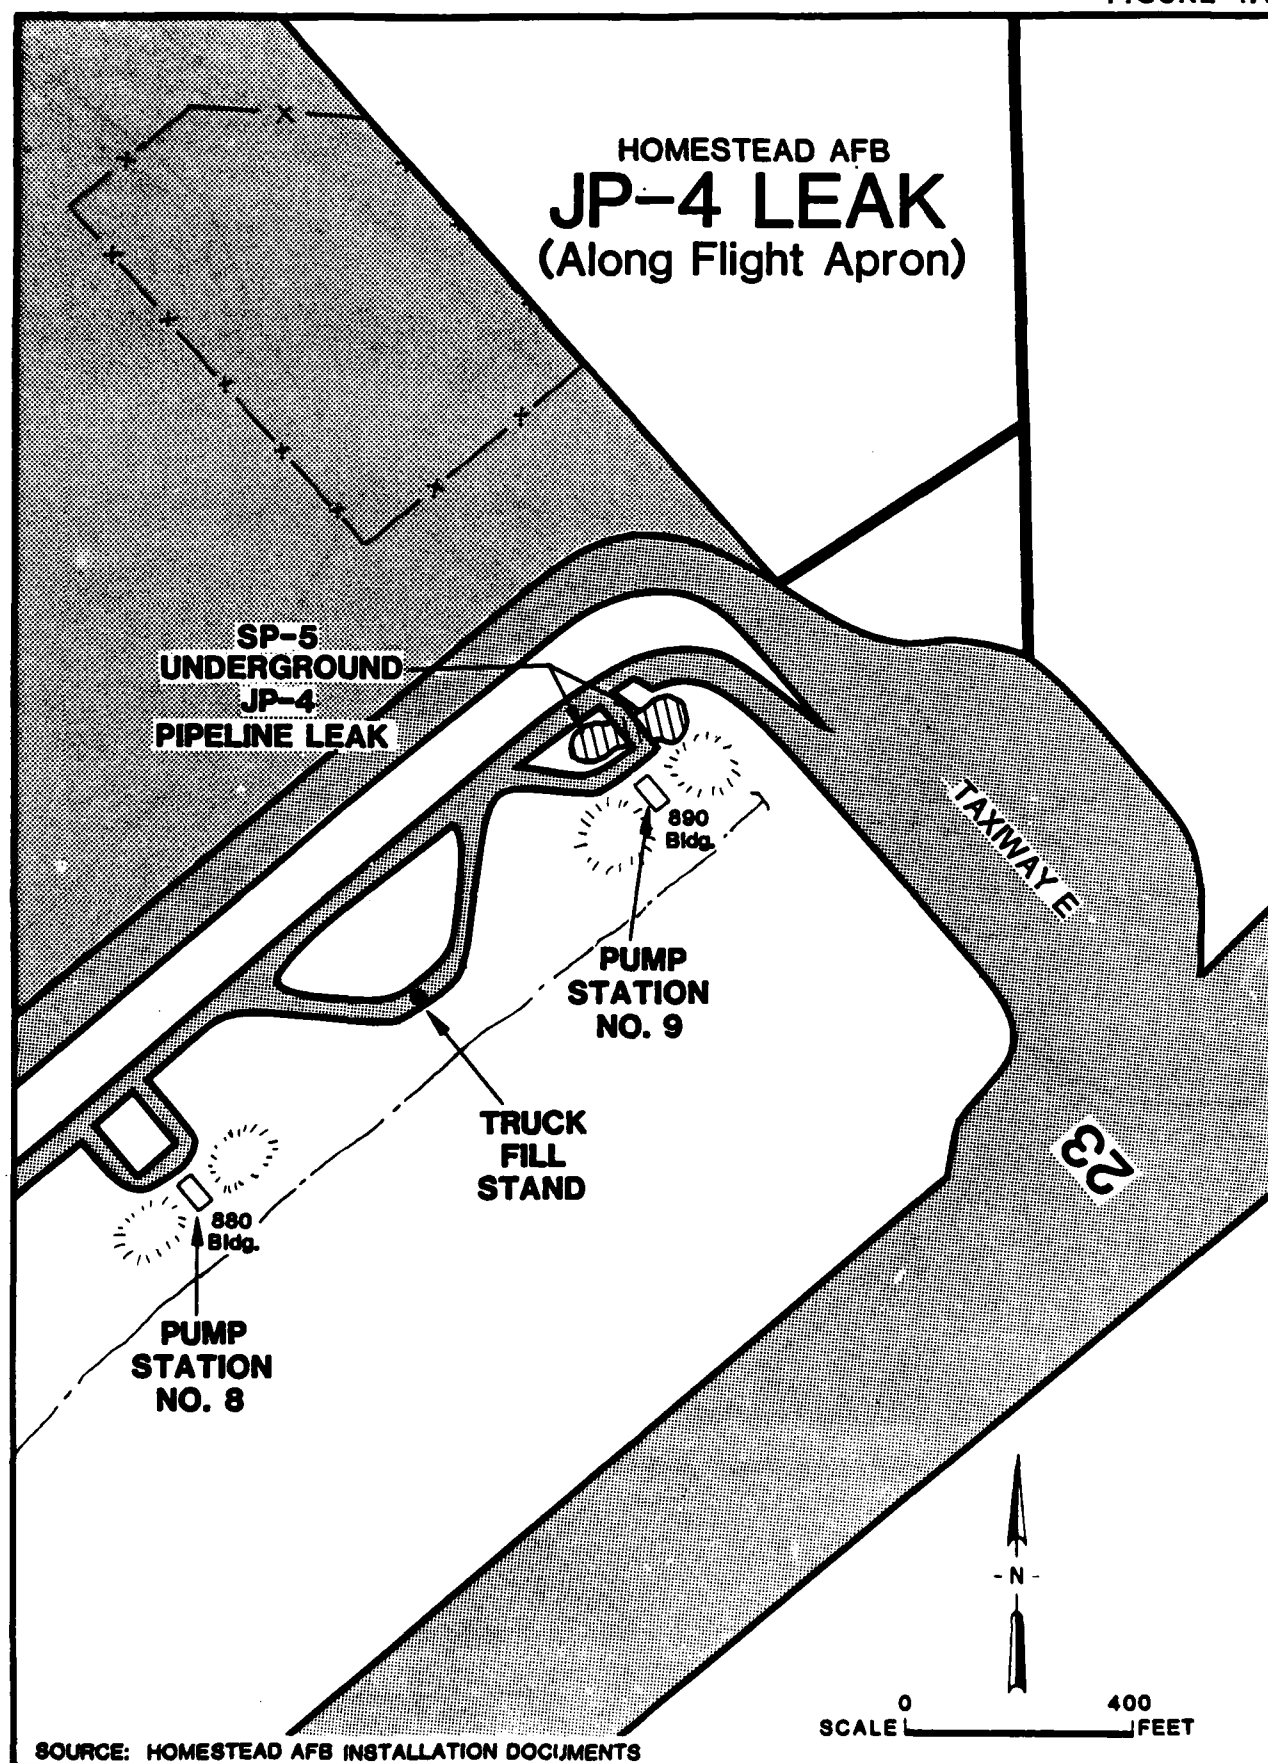 HOMESTEAD AFB
JP-4 LEAK
(Along Flight Apron)
SP-5
UNDERGROUND
JP-4
PIPELINE LEAK
890
Bldg.
TAXIWAY E
PUMP
STATION
NO. 9
TRUCK
FILL
STAND
23
880
Bldg.
PUMP
STATION
NO. 8
- N -
0 400
SCALE FEET
SOURCE: HOMESTEAD AFB INSTALLATION DOCUMENTS